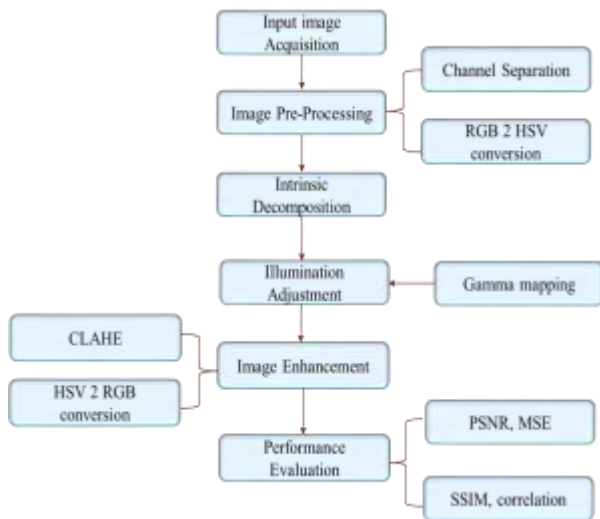 Input image
Acquisition
Channel Separation
Image Pre-Processing
RGB 2 HSV
conversion
Intrinsic
Decomposition
Illumination
Adjustment
Gamma mapping
CLAHE
Image Enhancement
HSV 2 RGB
conversion
PSNR, MSE
Performance
Evaluation
SSIM, correlation